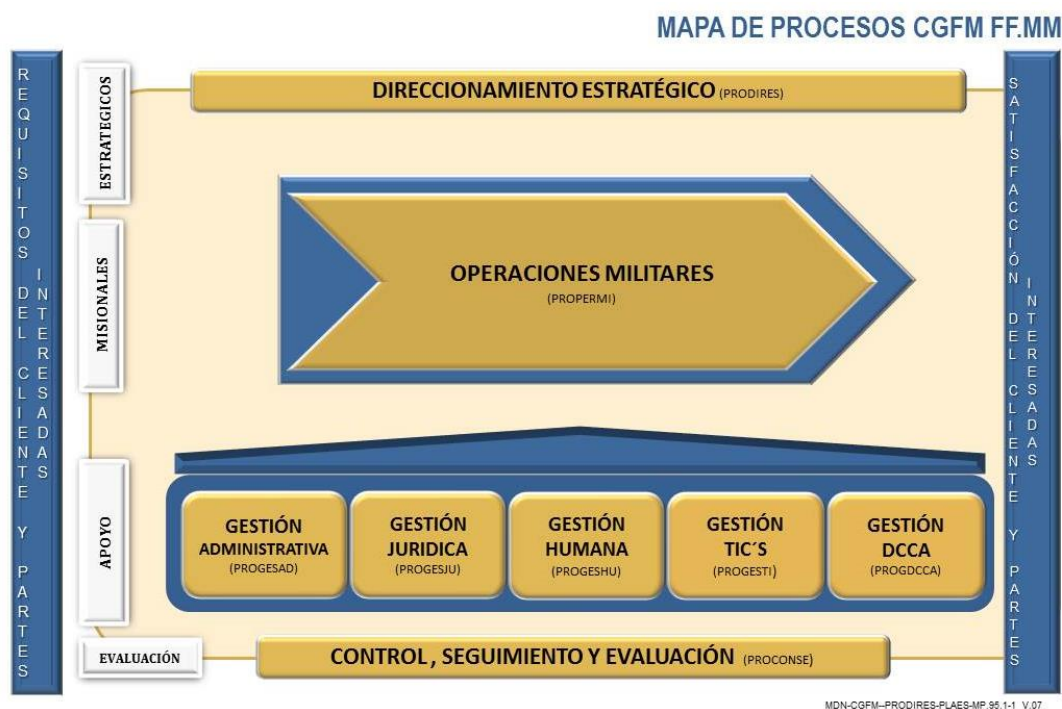 MAPA DE PROCESOS CGFM FF.MM
REQUISITOS DEL CLIENTE Y PARTES
INTERESADAS
ESTRATEGICOS
DIRECCIONAMIENTO ESTRATÉGICO (PRODIRES)
MISIONALES
OPERACIONES MILITARES
(PROPERMI)
APOYO
GESTIÓN
ADMINISTRATIVA
(PROGESAD)
GESTIÓN
JURIDICA
(PROGESJU)
GESTIÓN
HUMANA
(PROGESHU)
GESTIÓN
TIC´S
(PROGESTI)
GESTIÓN
DCCA
(PROGDCCA)
EVALUACIÓN
CONTROL , SEGUIMIENTO Y EVALUACIÓN (PROCONSE)
SATISFACCIÓN DEL CLIENTE Y PARTES
INTERESADAS
MDN-CGFM--PRODIRES-PLAES-MP.95.1-1 V.07